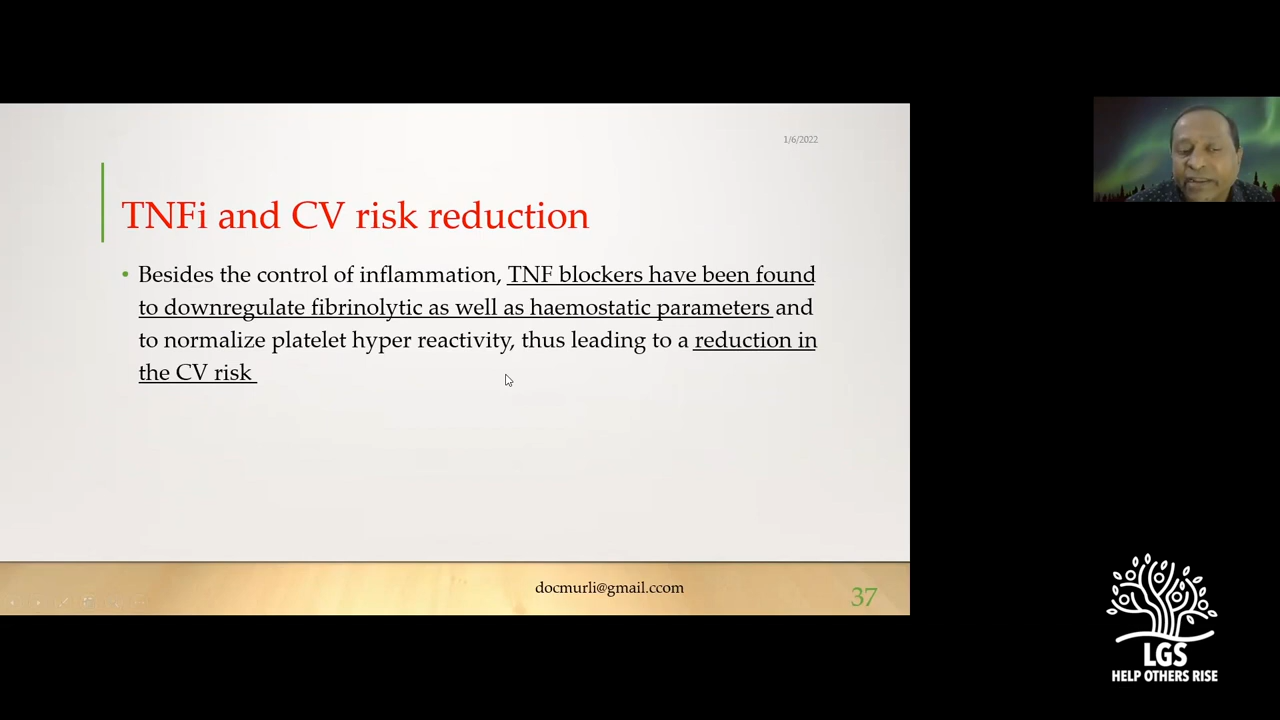 1/6/2022
TNFi and CV risk reduction
• Besides the control of inflammation, TNF blockers have been found
to downregulate fibrinolytic as well as haemostatic parameters and
to normalize platelet hyper reactivity, thus leading to a reduction in
the CV risk
docmurli@gmail.ccom
37
LGS
HELP OTHERS RISE